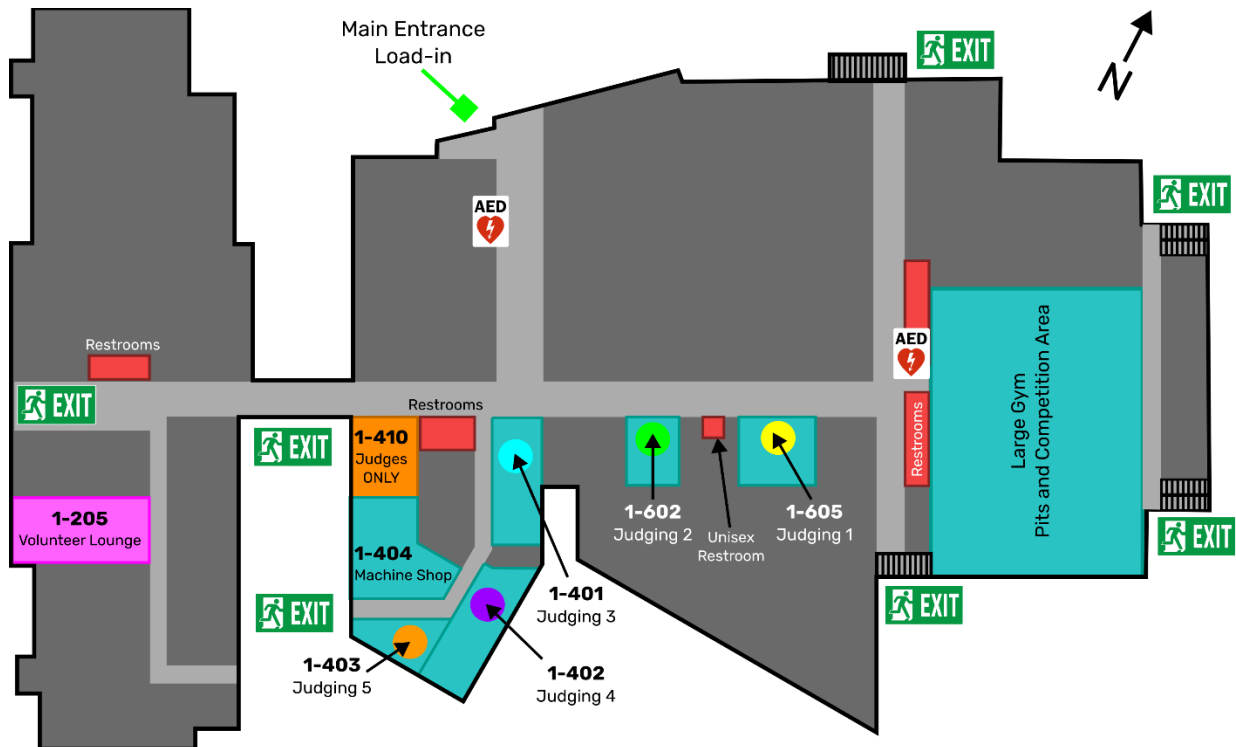 Main Entrance
Load-in
EXIT
N
EXIT
AED
AED
Restrooms
EXIT
Restrooms
EXIT
1-410
Judges
ONLY
Restrooms
Large Gym
Pits and Competition Area
1-205
Volunteer Lounge
1-602
Judging 2
Unisex
Restroom
1-605
Judging 1
EXIT
1-404
Machine Shop
1-401
Judging 3
EXIT
EXIT
1-403
Judging 5
1-402
Judging 4